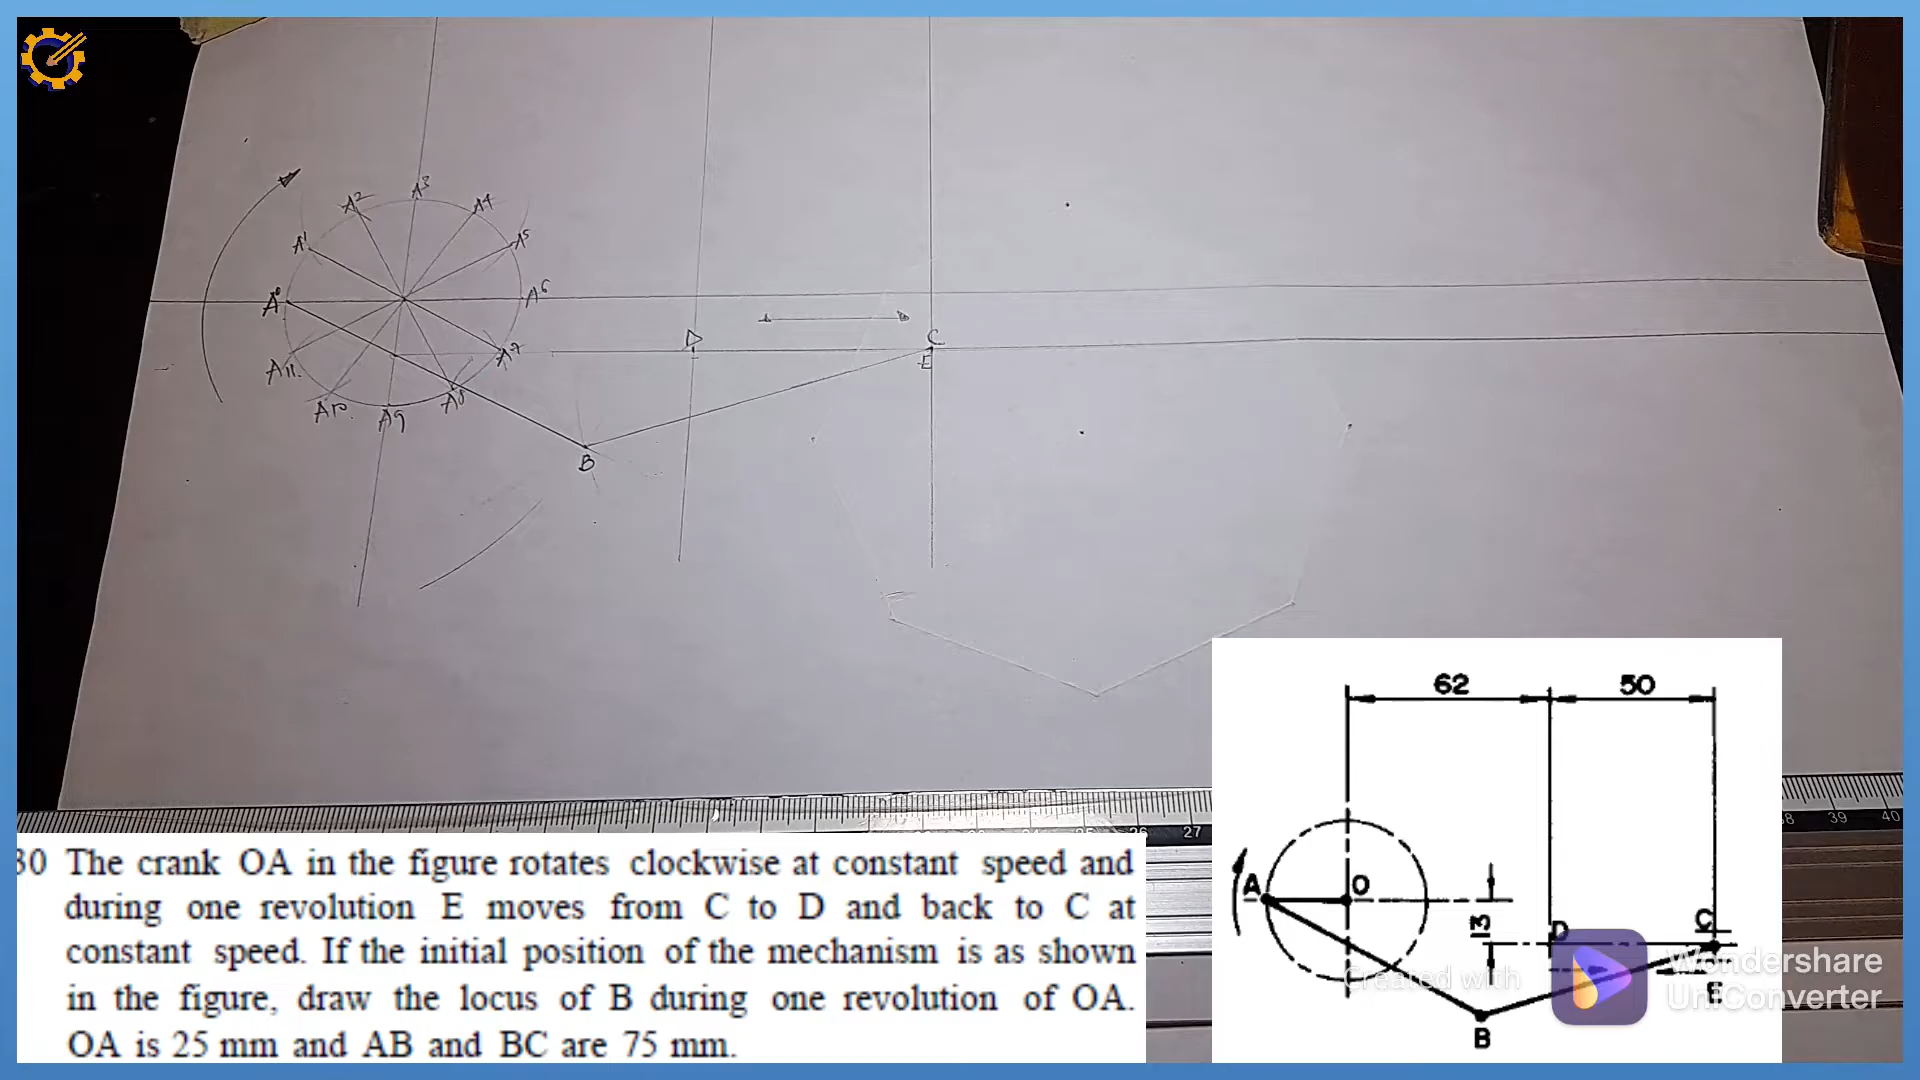 A3
A2
A4
A1
A5
A0
A6
D
C
E
A7
A11
A8
A10
A9
B
27
38
39
40
62
50
A
O
13
D
C
E
B
Created with
Wondershare
UniConverter
30 The crank OA in the figure rotates clockwise at constant speed and
during one revolution E moves from C to D and back to C at
constant speed. If the initial position of the mechanism is as shown
in the figure, draw the locus of B during one revolution of OA.
OA is 25 mm and AB and BC are 75 mm.